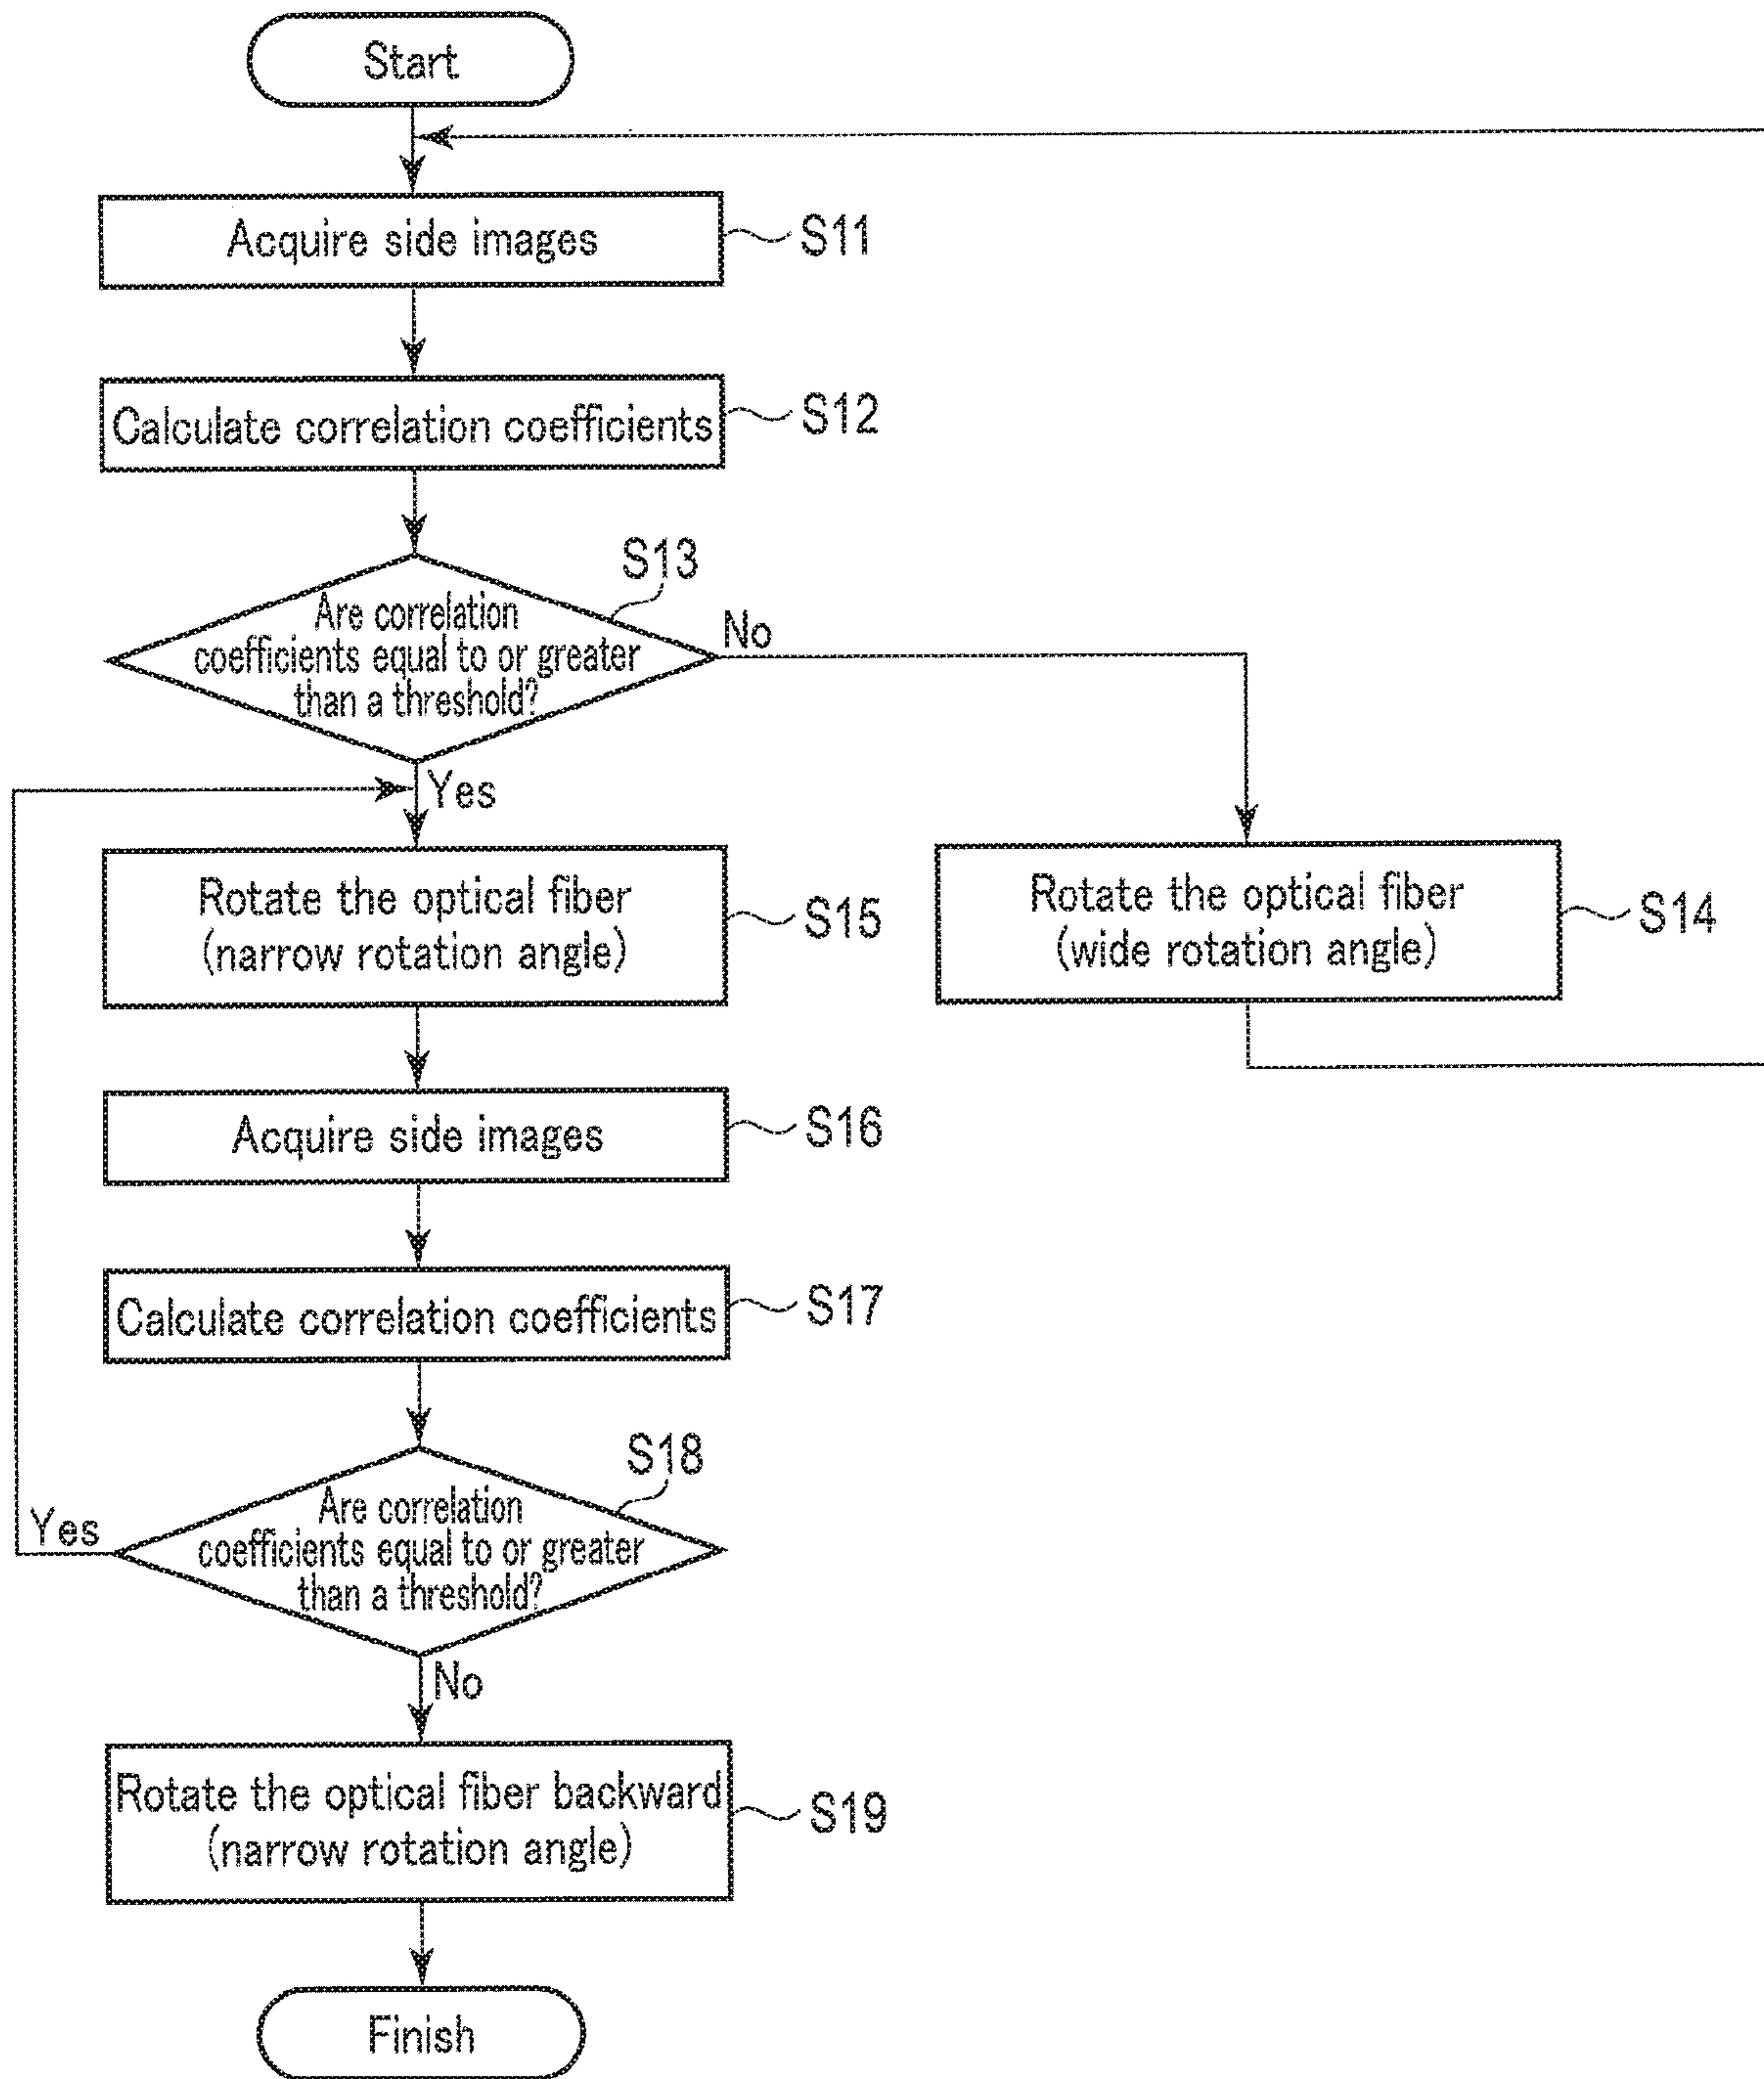 Start
Acquire side images
S11
Calculate correlation coefficients
S12
S13
Are correlation
coefficients equal to or greater
than a threshold?
No
Yes
Rotate the optical fiber
(narrow rotation angle)
S15
Rotate the optical fiber
(wide rotation angle)
S14
Acquire side images
S16
Calculate correlation coefficients
S17
S18
Are correlation
coefficients equal to or greater
than a threshold?
Yes
No
Rotate the optical fiber backward
(narrow rotation angle)
S19
Finish